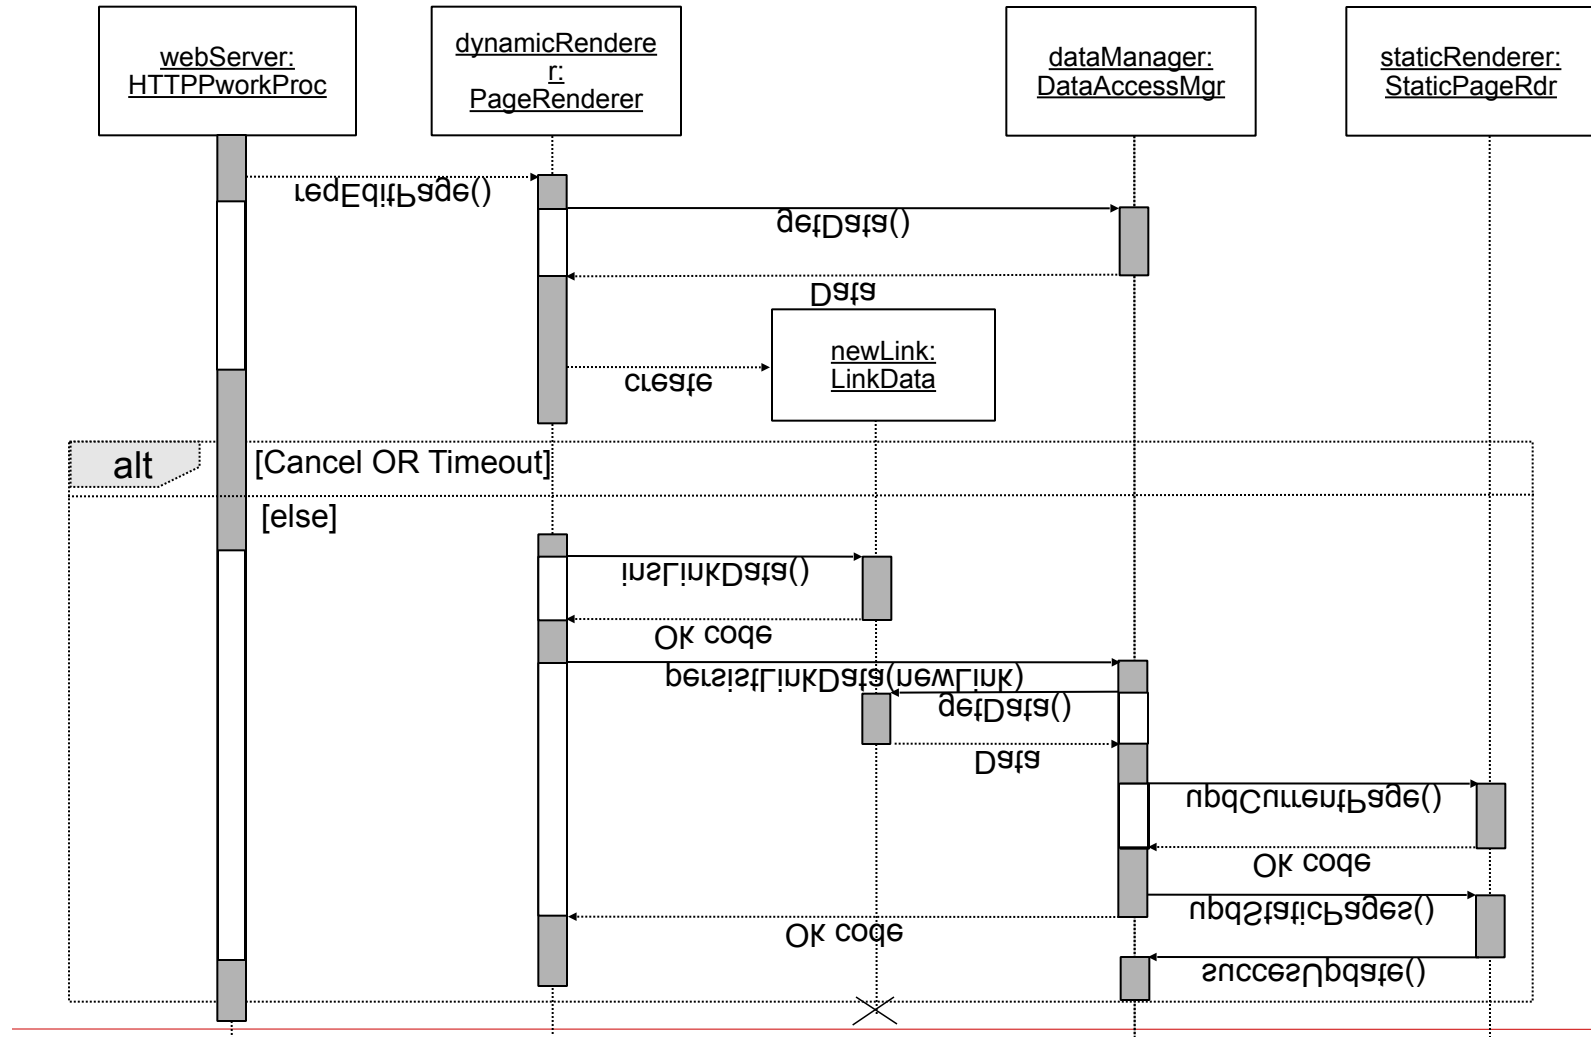 webServer:
HTTPPworkProc
dynamicRendere
r:
PageRenderer
dataManager:
DataAccessMgr
staticRenderer:
StaticPageRdr
reqEditPage()
getData()
Data
newLink:
LinkData
create
alt
[Cancel OR Timeout]
[else]
insLinkData()
Ok code
persistLinkData(newLink)
getData()
Data
updCurrentPage()
Ok code
updStaticPages()
Ok code
succesUpdate()